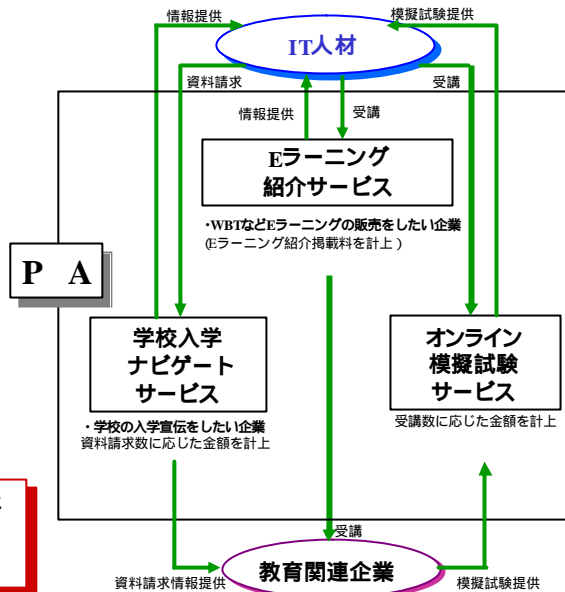 情報提供
模擬試験提供
IT人材
資料請求
受講
情報提供
受講
Eラーニング
紹介サービス
・WBTなどEラーニングの販売をしたい企業
(Eラーニング紹介掲載料を計上)
P A
学校入学
ナビゲート
サービス
オンライン
模擬試験
サービス
・学校の入学宣伝をしたい企業
資料請求数に応じた金額を計上
受講数に応じた金額を計上
受講
教育関連企業
資料請求情報提供
模擬試験提供